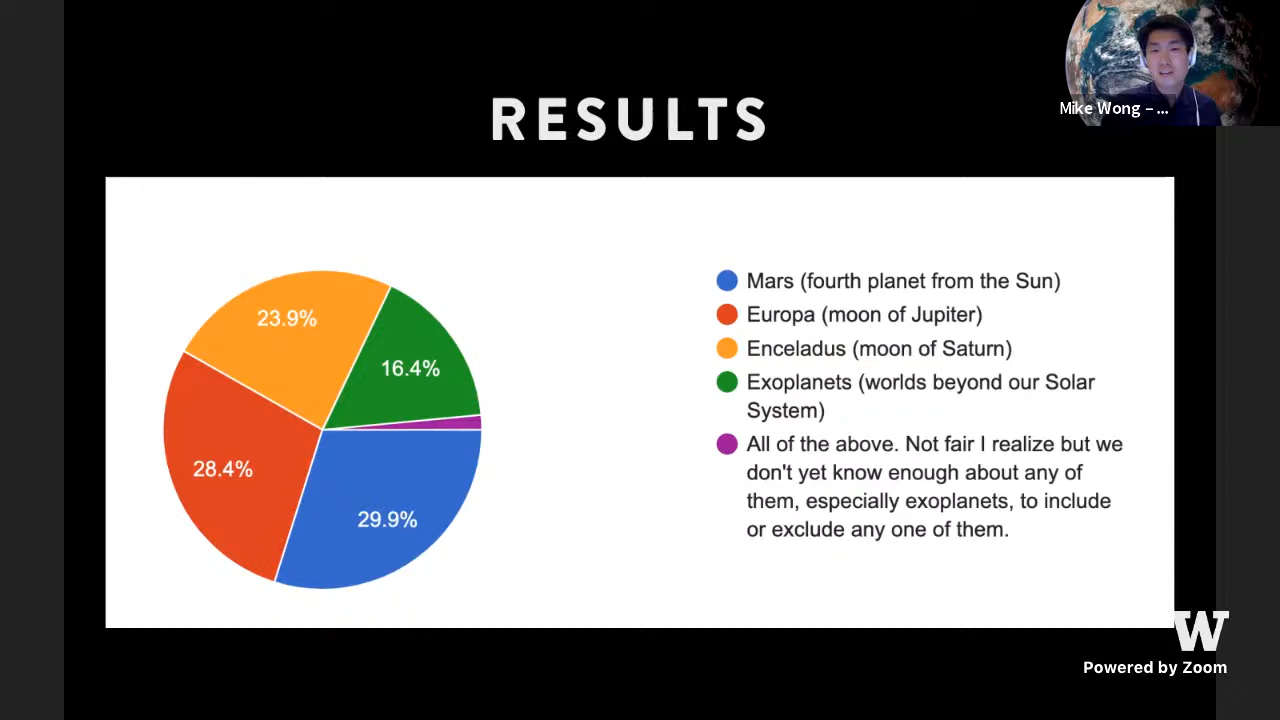 Mike Wong – ...
RESULTS
23.9%
16.4%
28.4%
29.9%
Mars (fourth planet from the Sun)
Europa (moon of Jupiter)
Enceladus (moon of Saturn)
Exoplanets (worlds beyond our Solar
System)
All of the above. Not fair I realize but we
don't yet know enough about any of
them, especially exoplanets, to include
or exclude any one of them.
W
Powered by Zoom